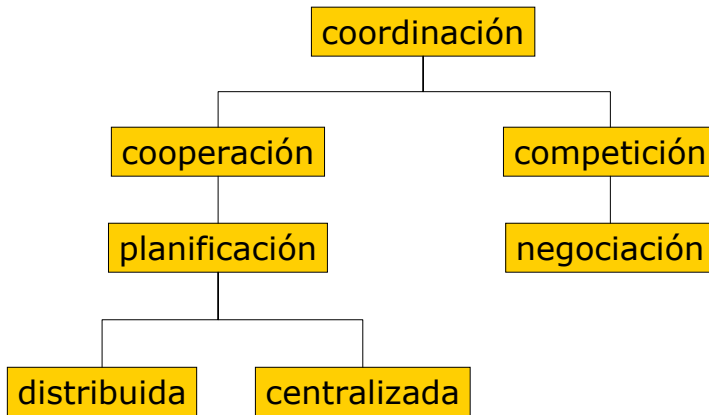 coordinación
cooperación
competición
planificación
negociación
distribuida
centralizada